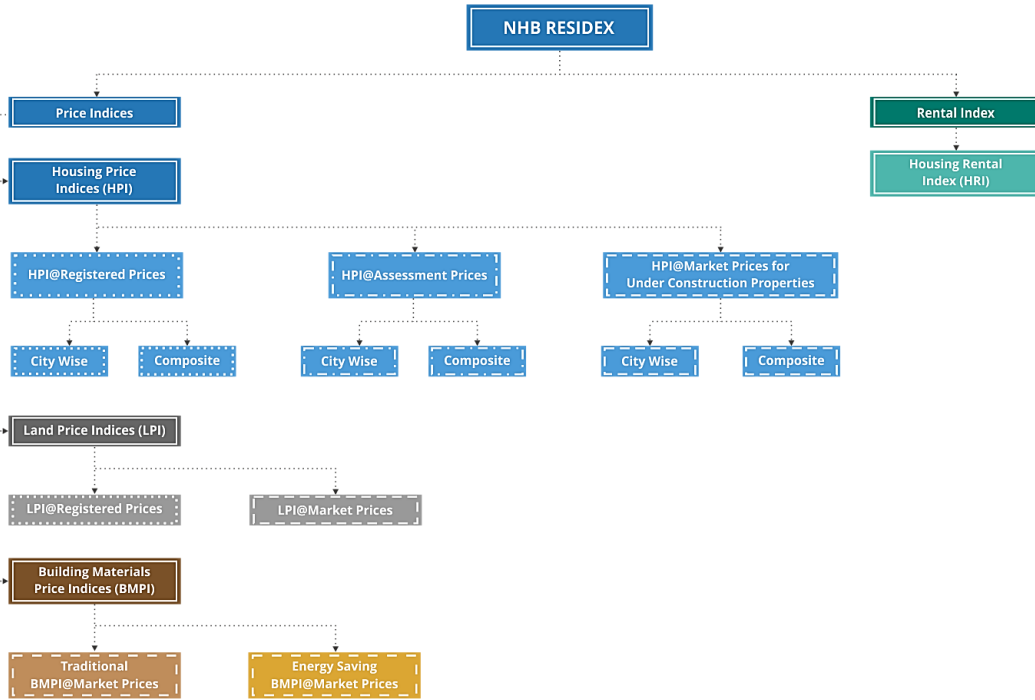 NHB RESIDEX
Price Indices
Rental Index
Housing Price
Indices (HPI)
Housing Rental
Index (HRI)
HPI@Registered Prices
HPI@Assessment Prices
HPI@Market Prices for
Under Construction Properties
City Wise
Composite
City Wise
Composite
City Wise
Composite
Land Price Indices (LPI)
LPI@Registered Prices
LPI@Market Prices
Building Materials
Price Indices (BMPI)
Traditional
BMPI@Market Prices
Energy Saving
BMPI@Market Prices